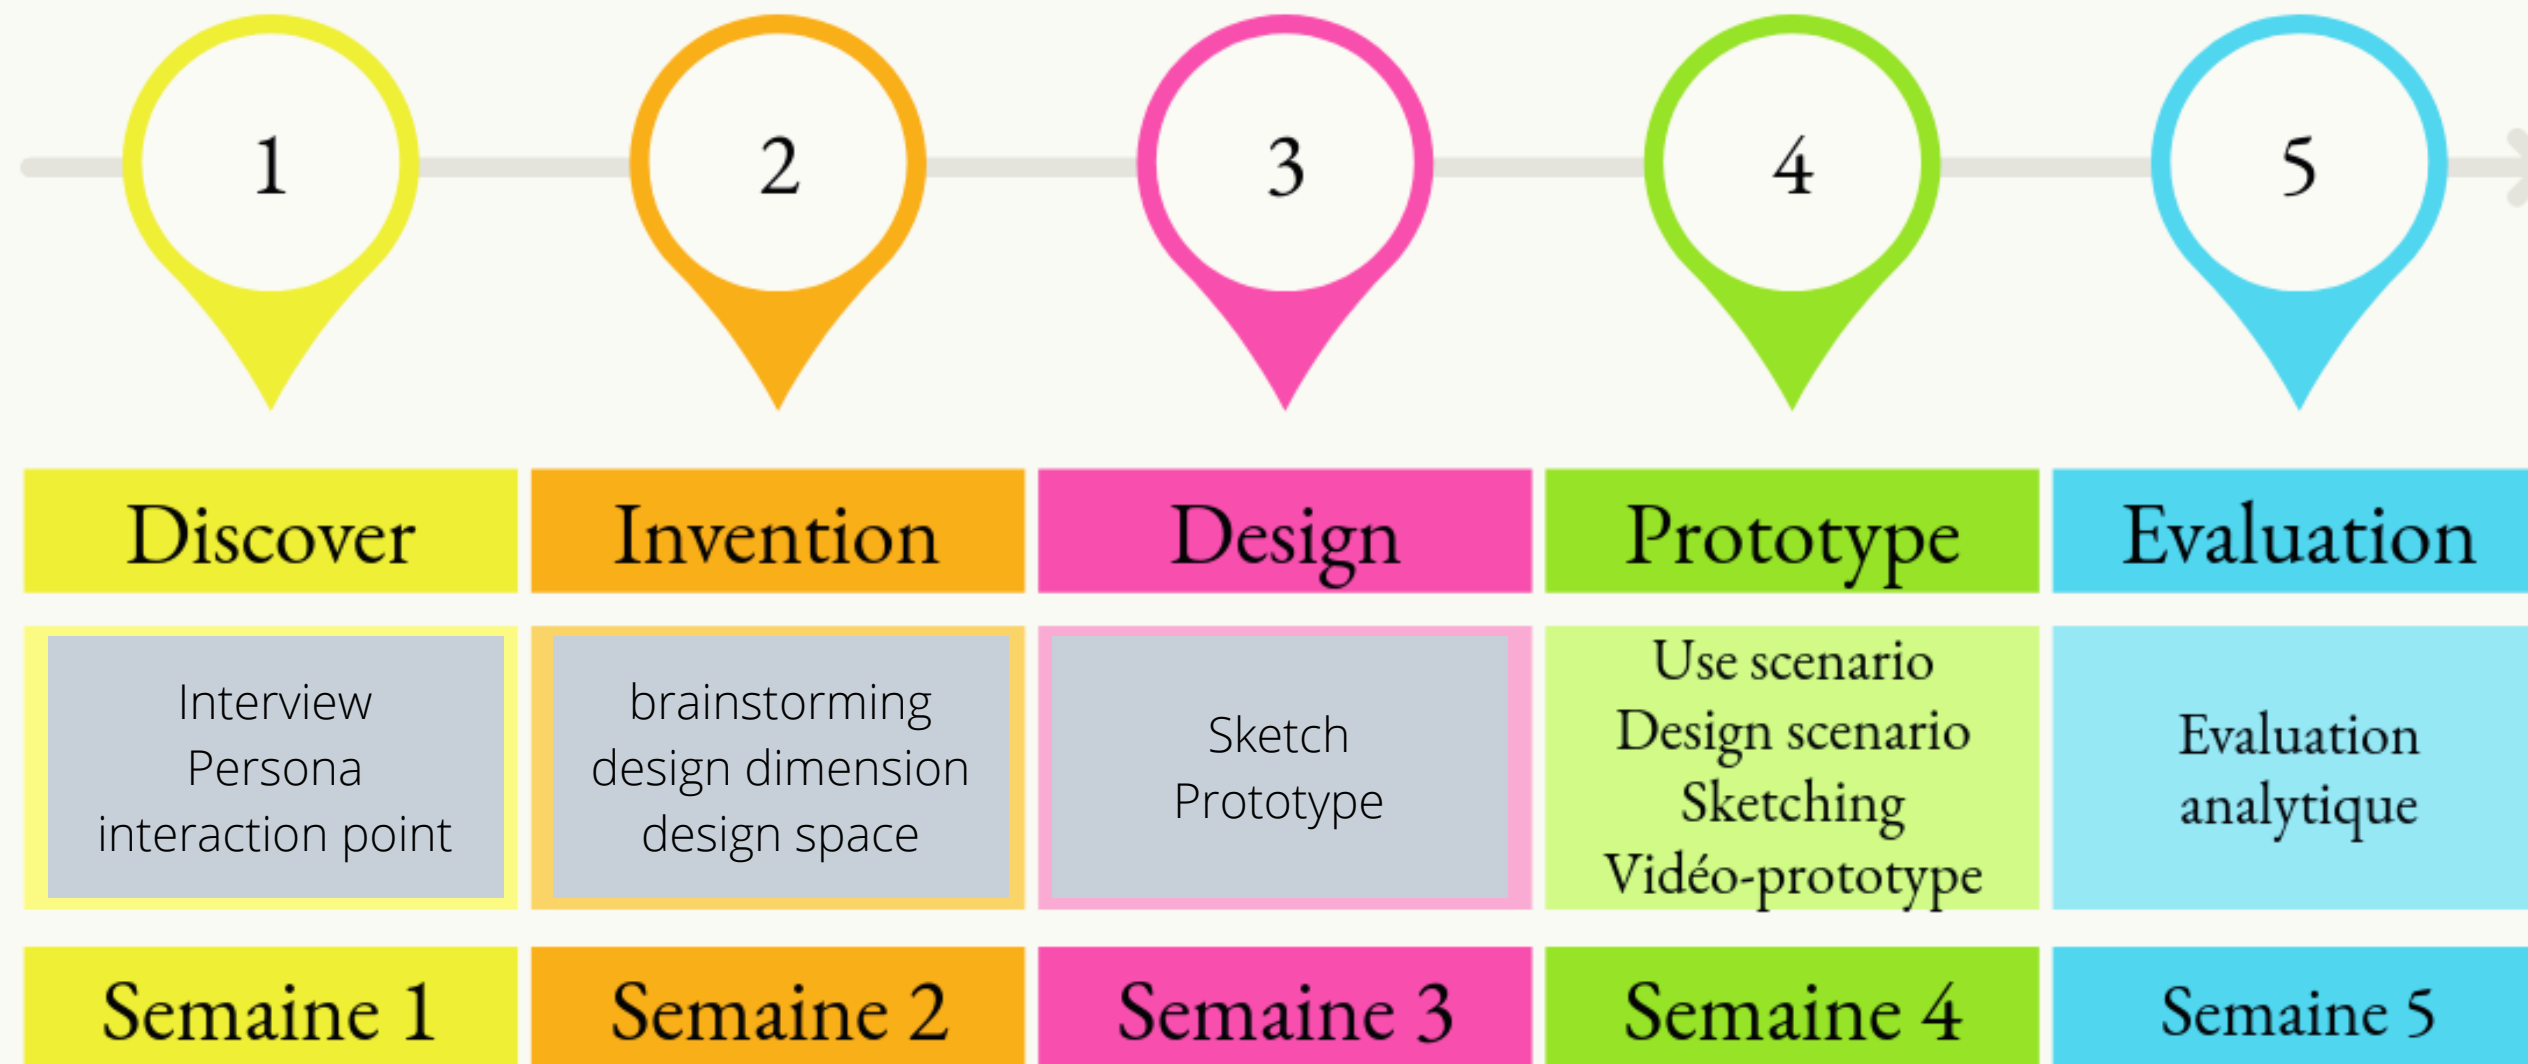 1
2
3
4
5
Discover
Invention
Design
Prototype
Evaluation
Interview
Persona
interaction point
brainstorming
design dimension
design space
Sketch
Prototype
Use scenario
Design scenario
Sketching
Vidéo-prototype
Evaluation
analytique
Semaine 1
Semaine 2
Semaine 3
Semaine 4
Semaine 5